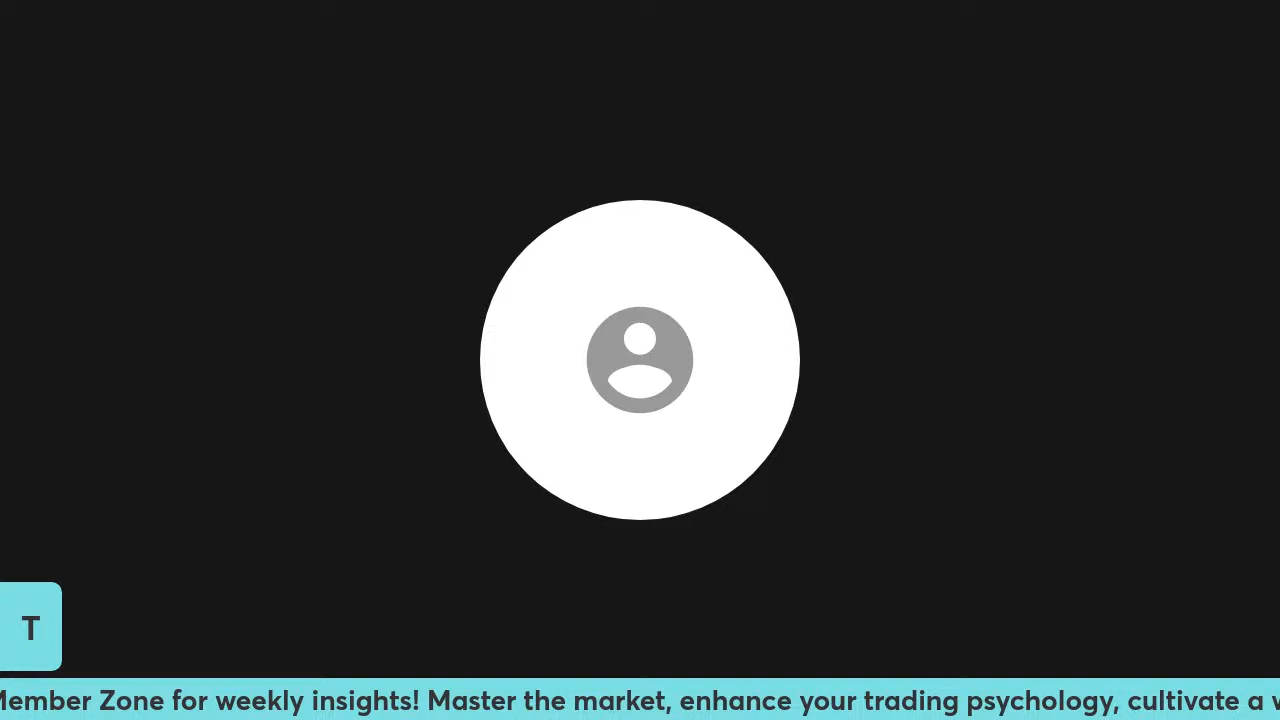 T
Member Zone for weekly insights! Master the market, enhance your trading psychology, cultivate a